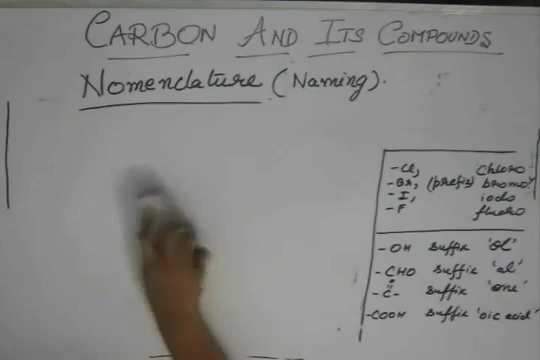 CARBON AND ITS COMPOUNDS
Nomenclature (Naming).
-Cl, Chloro
-Br, (prefix) bromo
-I, iodo
-F fluoro
-OH suffix 'ol'
-CHO suffix 'al'
O
-C- suffix 'one'
-COOH suffix 'oic acid'